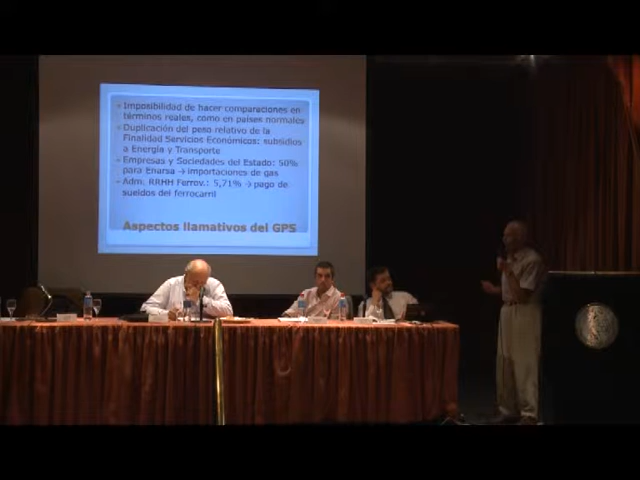 Imposibilidad de hacer comparaciones en
términos reales, como en países normales
Duplicación del peso relativo de la
Finalidad Servicios Económicos: subsidios
a Energía y Transporte
Empresas y Sociedades del Estado: 50%
para Enarsa → importaciones de gas
Adm. RRHH Ferrov.: 5,71% → pago de
sueldos del ferrocarril
Aspectos llamativos del GPS